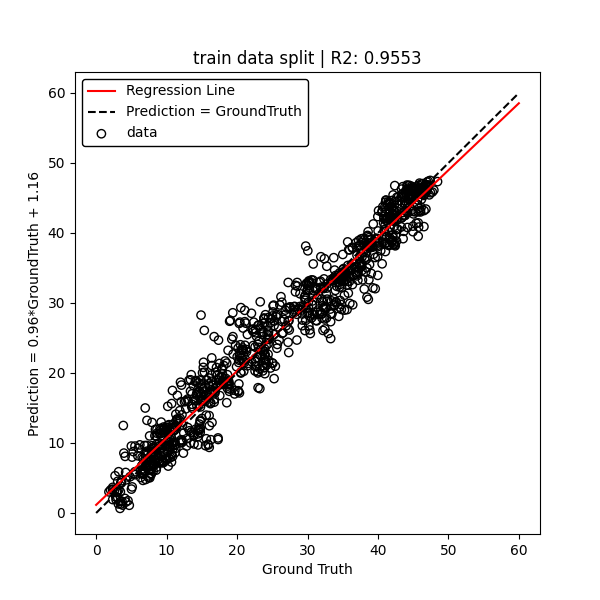 train data split | R2: 0.9553
Regression Line
Prediction = GroundTruth
data
Prediction = 0.96*GroundTruth + 1.16
60
50
40
30
20
10
0
0 10 20 30 40 50 60
Ground Truth